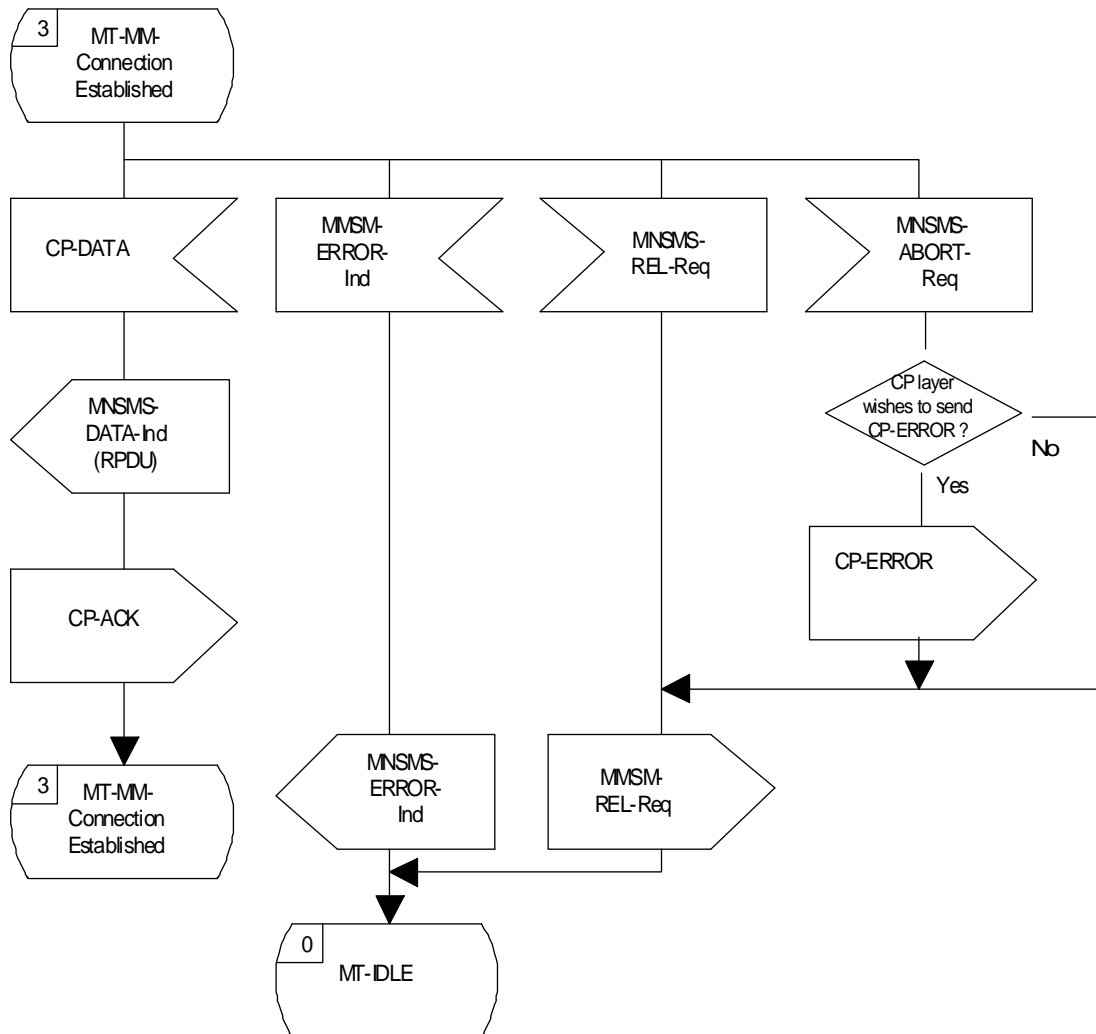 3
MT-MM-
Connection
Established
CP-DATA
MMSM-
ERROR-
Ind
MNSMS-
REL-Req
MNSMS-
ABORT-
Req
CP layer
wishes to send
CP-ERROR ?
No
Yes
MNSMS-
DATA-Ind
(RPDU)
CP-ERROR
CP-ACK
MNSMS-
ERROR-
Ind
MMSM-
REL-Req
3
MT-MM-
Connection
Established
0
MT-IDLE